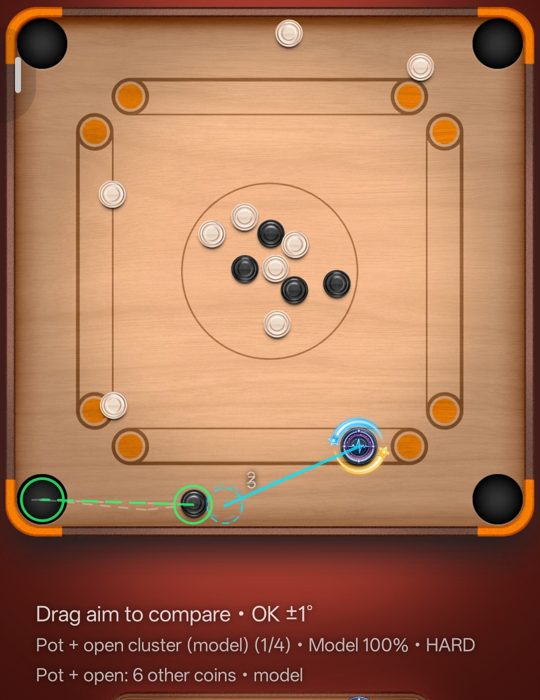 3
Drag aim to compare • OK ±1°
Pot + open cluster (model) (1/4) • Model 100% • HARD
Pot + open: 6 other coins • model